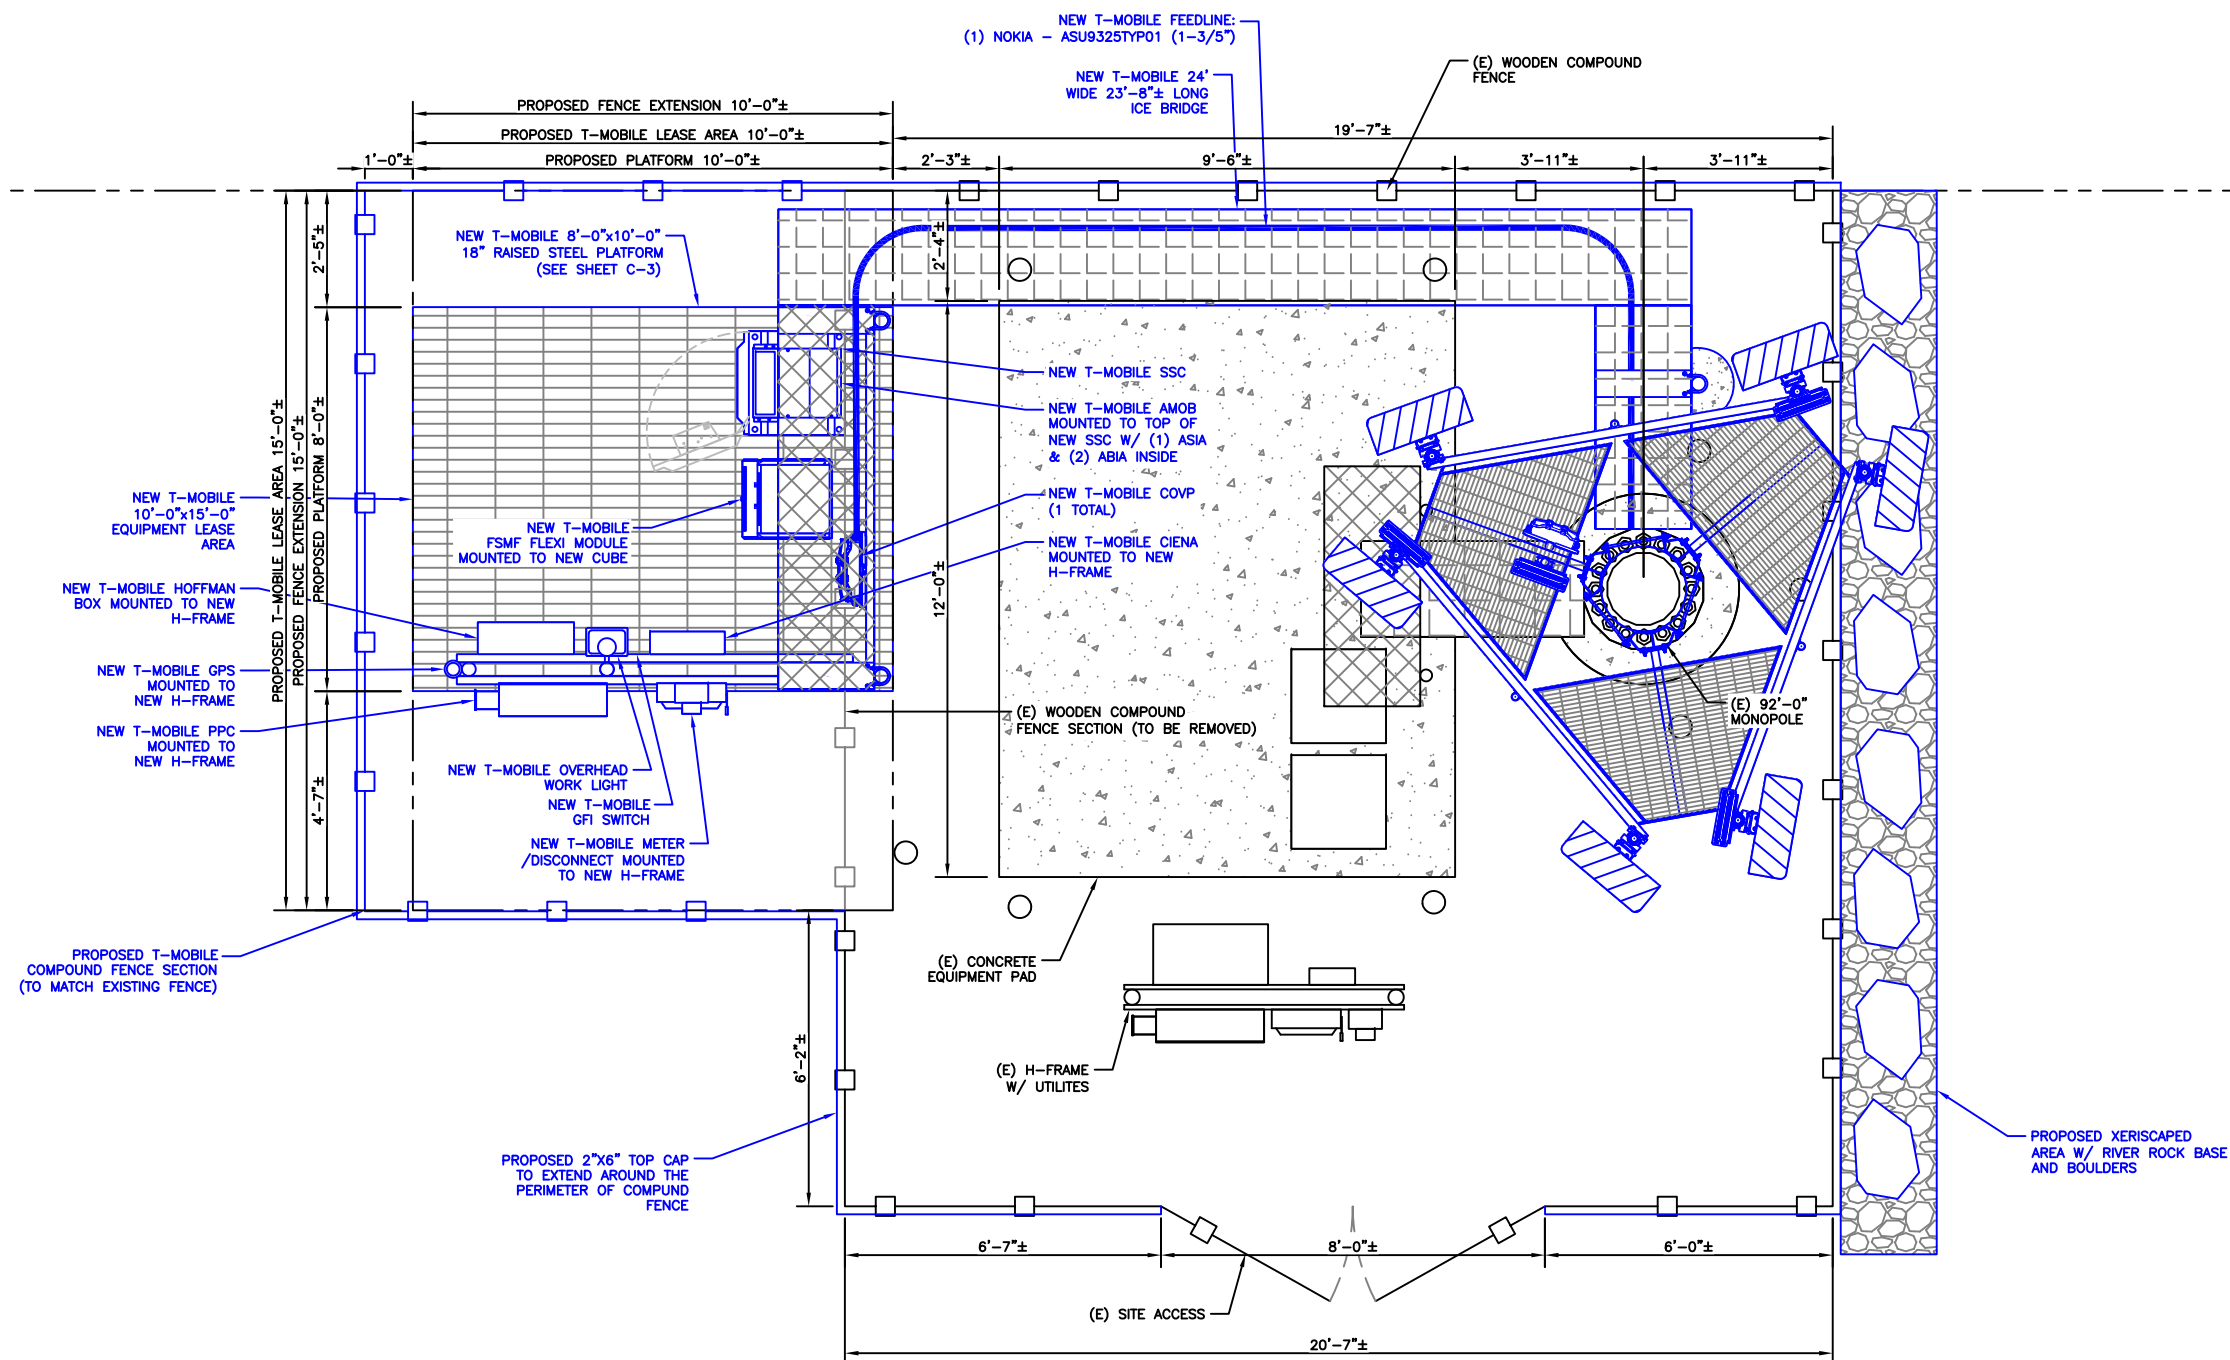 NEW T-MOBILE FEEDLINE:
(1) NOKIA - ASU9325TYP01 (1-3/5")
NEW T-MOBILE 24'
WIDE 23'-8"± LONG
ICE BRIDGE
(E) WOODEN COMPOUND
FENCE
PROPOSED FENCE EXTENSION 10'-0"±
PROPOSED T-MOBILE LEASE AREA 10'-0"±
19'-7"±
1'-0"±
PROPOSED PLATFORM 10'-0"±
2'-3"±
9'-6"±
3'-11"±
3'-11"±
2'-5"±
2'-4"±
NEW T-MOBILE 8'-0"x10'-0"
18" RAISED STEEL PLATFORM
(SEE SHEET C-3)
PROPOSED T-MOBILE LEASE AREA 15'-0"±
PROPOSED FENCE EXTENSION 15'-0"±
PROPOSED PLATFORM 8'-0"±
NEW T-MOBILE SSC
NEW T-MOBILE AMOB
MOUNTED TO TOP OF
NEW SSC W/ (1) ASIA
& (2) ABIA INSIDE
NEW T-MOBILE COVP
(1 TOTAL)
NEW T-MOBILE CIENA
MOUNTED TO NEW
H-FRAME
NEW T-MOBILE
10'-0"x15'-0"
EQUIPMENT LEASE
AREA
NEW T-MOBILE
FSMF FLEXI MODULE
MOUNTED TO NEW CUBE
NEW T-MOBILE HOFFMAN
BOX MOUNTED TO NEW
H-FRAME
12'-0"±
NEW T-MOBILE GPS
MOUNTED TO
NEW H-FRAME
NEW T-MOBILE PPC
MOUNTED TO
NEW H-FRAME
(E) WOODEN COMPOUND
FENCE SECTION (TO BE REMOVED)
(E) 92'-0"
MONOPOLE
4'-7"±
NEW T-MOBILE OVERHEAD
WORK LIGHT
NEW T-MOBILE
GFI SWITCH
NEW T-MOBILE METER
/DISCONNECT MOUNTED
TO NEW H-FRAME
PROPOSED T-MOBILE
COMPOUND FENCE SECTION
(TO MATCH EXISTING FENCE)
(E) CONCRETE
EQUIPMENT PAD
6'-2"±
(E) H-FRAME
W/ UTILITES
PROPOSED 2"X6" TOP CAP
TO EXTEND AROUND THE
PERIMETER OF COMPUND
FENCE
PROPOSED XERISCAPED
AREA W/ RIVER ROCK BASE
AND BOULDERS
6'-7"±
8'-0"±
6'-0"±
(E) SITE ACCESS
20'-7"±